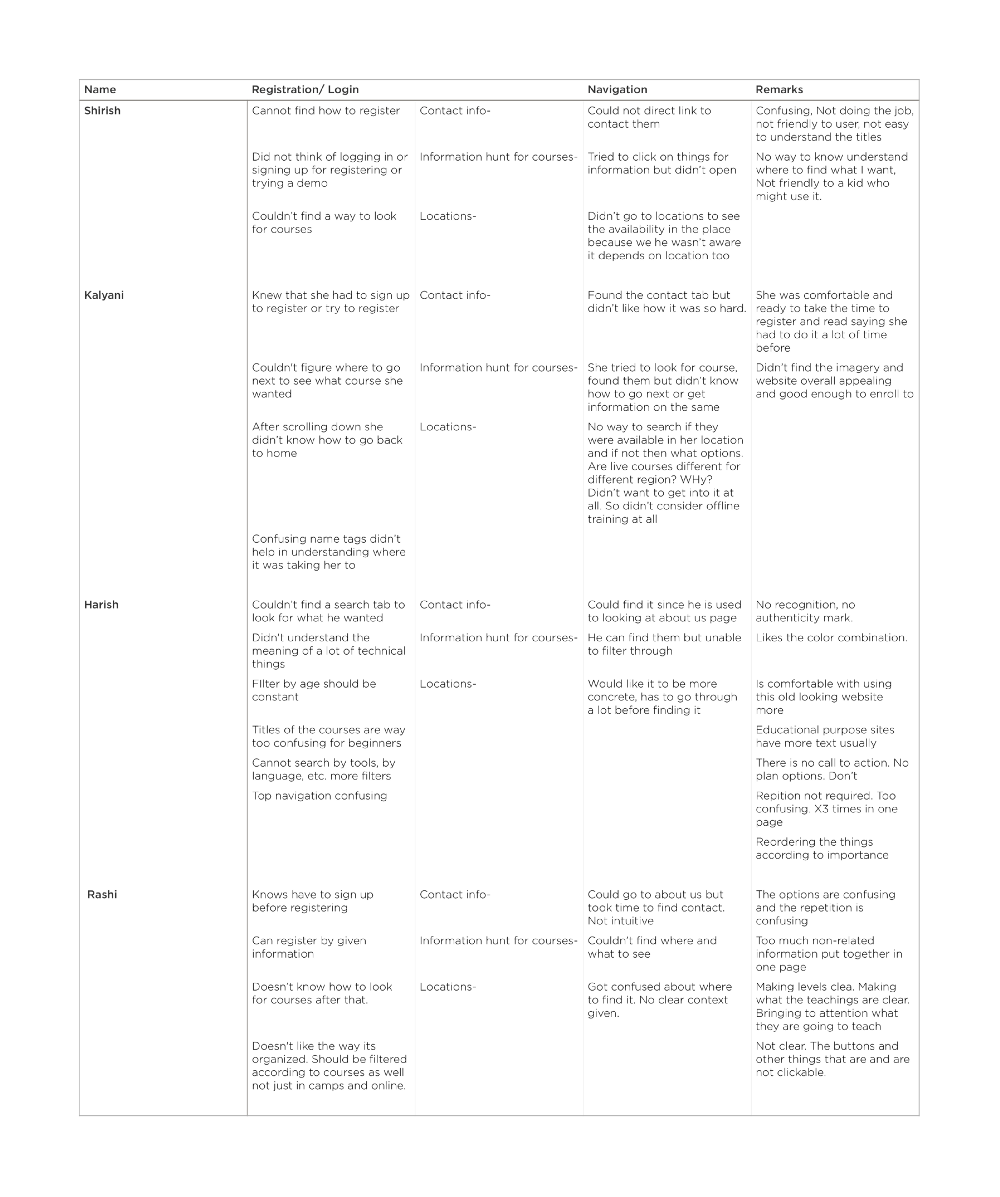 Name Registration/ Login Navigation Remarks
Shirish
Cannot find how to register
Contact info-
Could not direct link to
contact them
Confusing, Not doing the job,
not friendly to user, not easy
to understand the titles
Did not think of logging in or
signing up for registering or
trying a demo
Information hunt for courses-
Tried to click on things for
information but didn't open
No way to know understand
where to find what I want,
Not friendly to a kid who
might use it.
Couldn't find a way to look
for courses
Locations-
Didn't go to locations to see
the availability in the place
because we he wasn't aware
it depends on location too
Kalyani
Knew that she had to sign up
to register or try to register
Contact info-
Found the contact tab but
didn't like how it was so hard.
She was comfortable and
ready to take the time to
register and read saying she
had to do it a lot of time
before
Couldn't figure where to go
next to see what course she
wanted
Information hunt for courses-
She tried to look for course,
found them but didn't know
how to go next or get
information on the same
Didn't find the imagery and
website overall appealing
and good enough to enroll to
After scrolling down she
didn't know how to go back
to home
Locations-
No way to search if they
were available in her location
and if not then what options.
Are live courses different for
different region? WHy?
Didn't want to get into it at
all. So didn't consider offline
training at all
Confusing name tags didn't
help in understanding where
it was taking her to
Harish
Couldn't find a search tab to
look for what he wanted
Contact info-
Could find it since he is used
to looking at about us page
No recognition, no
authenticity mark.
Didn't understand the
meaning of a lot of technical
things
Information hunt for courses-
He can find them but unable
to filter through
Likes the color combination.
FIlter by age should be
constant
Locations-
Would like it to be more
concrete, has to go through
a lot before finding it
Is comfortable with using
this old looking website
more
Titles of the courses are way
too confusing for beginners
Educational purpose sites
have more text usually
Cannot search by tools, by
language, etc. more filters
There is no call to action. No
plan options. Don't
Top navigation confusing
Repition not required. Too
confusing. X3 times in one
page
Reordering the things
according to importance
Rashi
Knows have to sign up
before registering
Contact info-
Could go to about us but
took time to find contact.
Not intuitive
The options are confusing
and the repetition is
confusing
Can register by given
information
Information hunt for courses-
Couldn't find where and
what to see
Too much non-related
information put together in
one page
Doesn't know how to look
for courses after that.
Locations-
Got confused about where
to find it. No clear context
given.
Making levels clea. Making
what the teachings are clear.
Bringing to attention what
they are going to teach
Doesn't like the way its
organized. Should be filtered
according to courses as well
not just in camps and online.
Not clear. The buttons and
other things that are and are
not clickable.